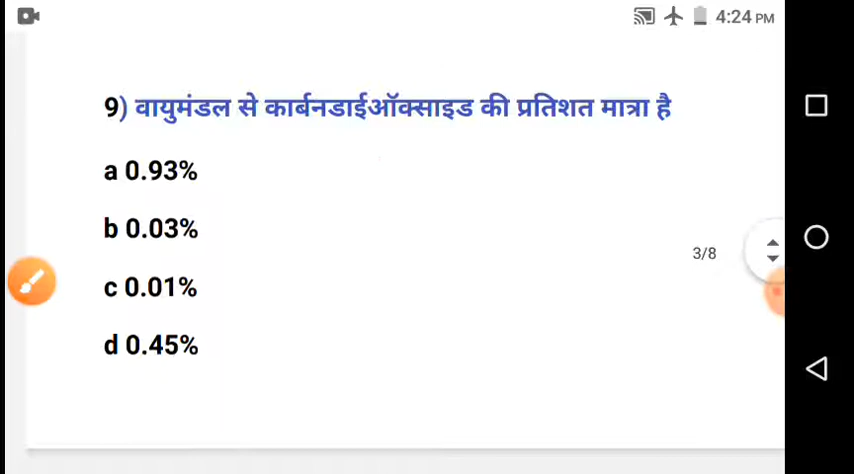 4:24 PM
9) वायुमंडल से कार्बनडाईऑक्साइड की प्रतिशत मात्रा है
a 0.93%
b 0.03%
3/8
c 0.01%
d 0.45%